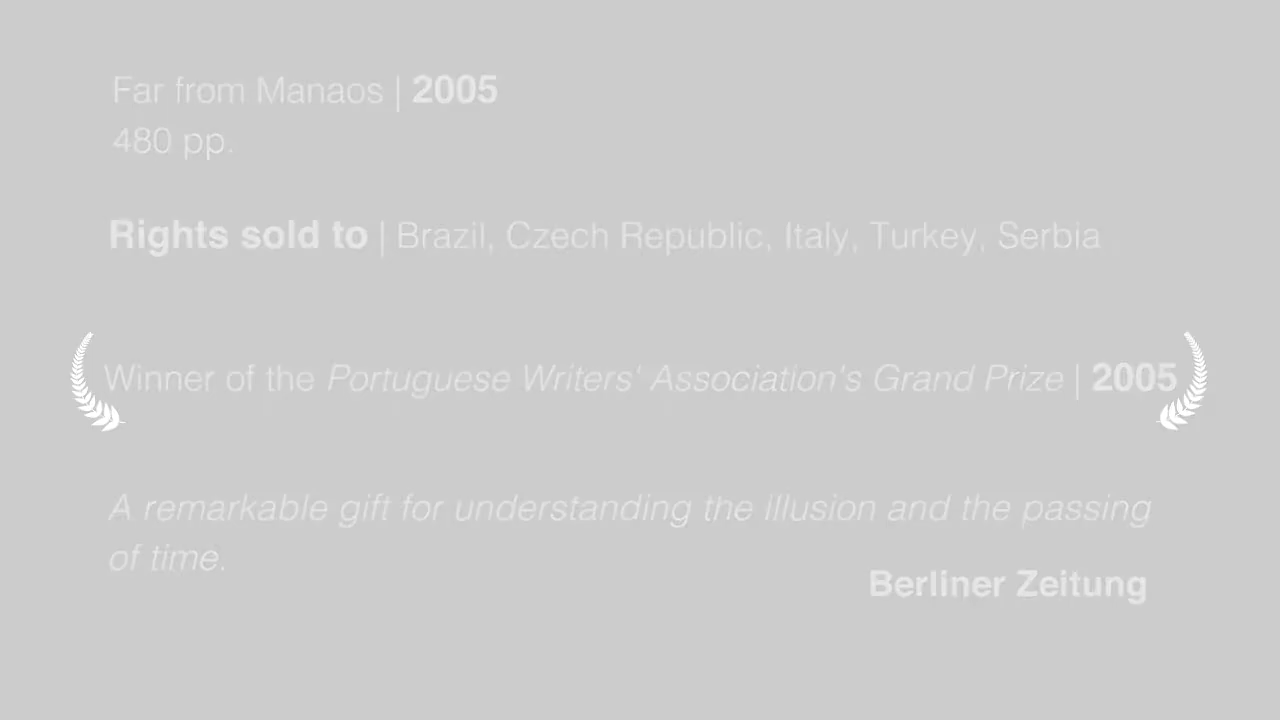 Far from Manaos | 2005
480 pp.
Rights sold to | Brazil, Czech Republic, Italy, Turkey, Serbia
Winner of the Portuguese Writers' Association's Grand Prize | 2005
A remarkable gift for understanding the illusion and the passing
of time.
Berliner Zeitung